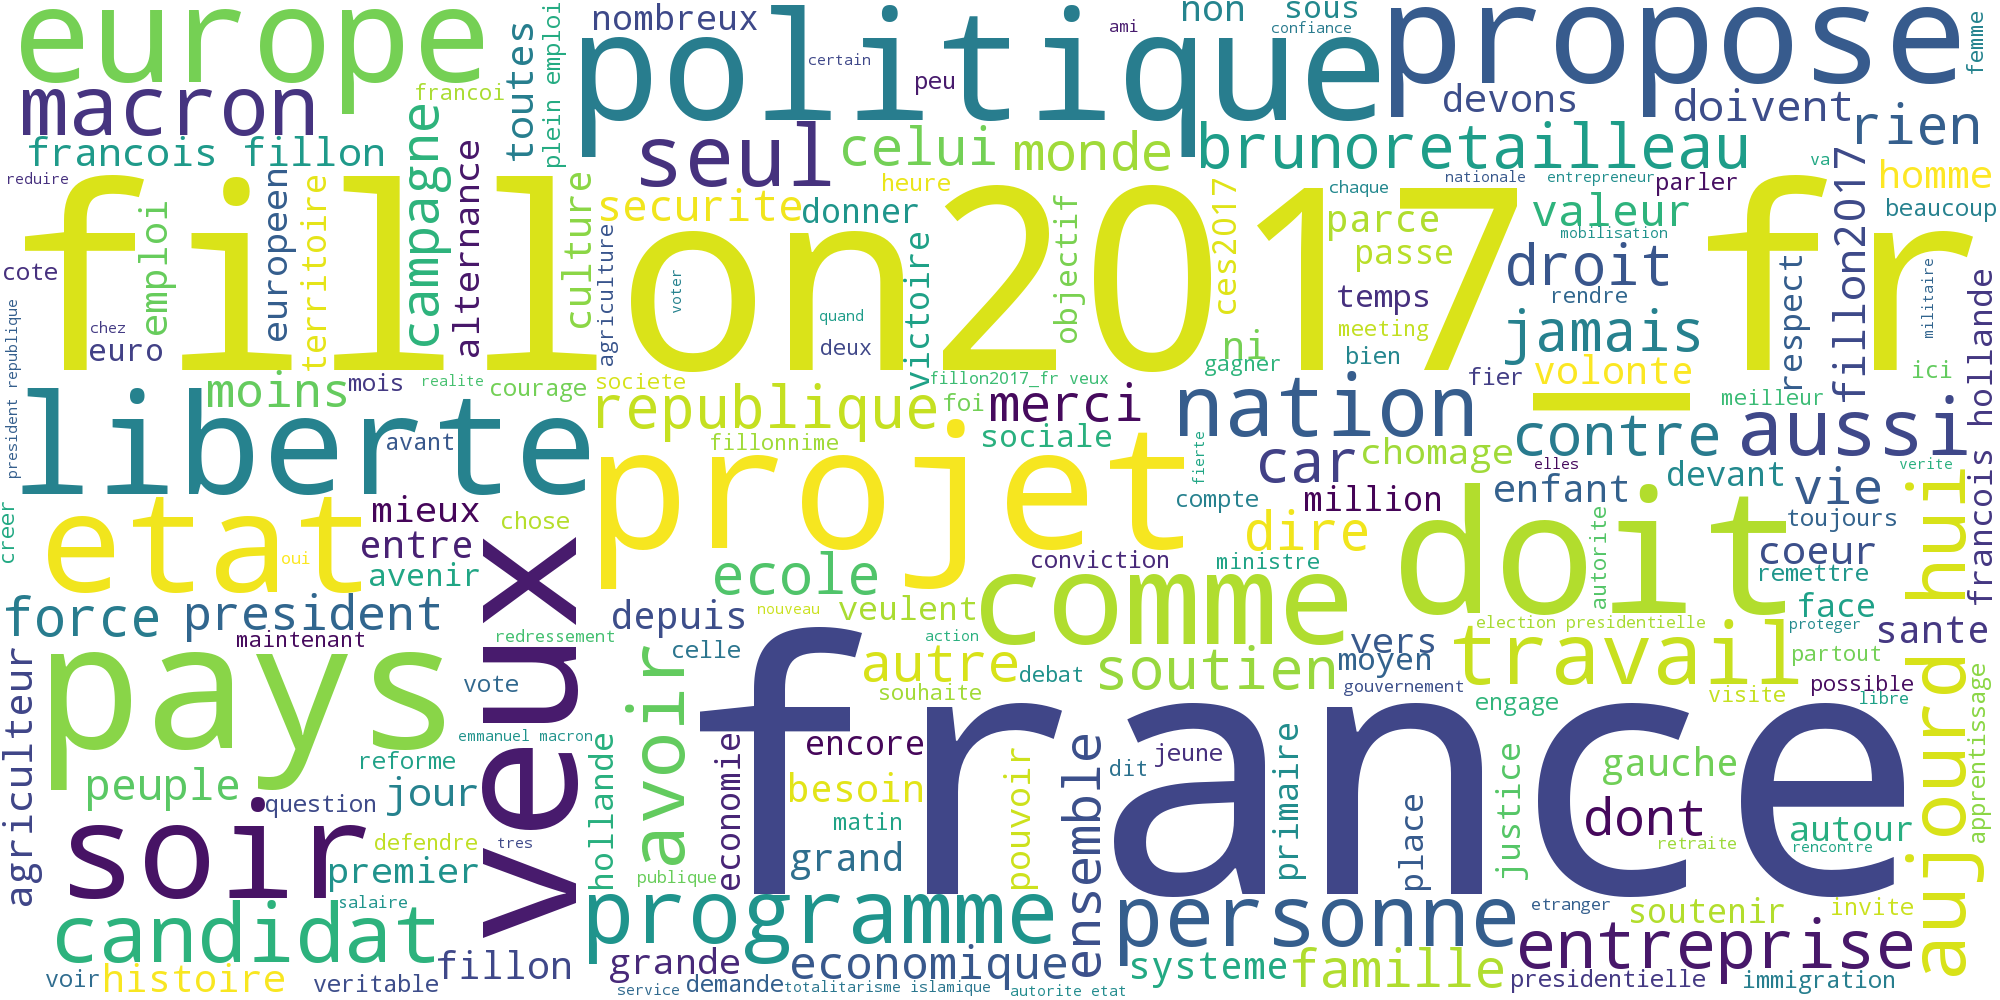 europe
politique
propose
nombreux
non
sous
ami
confiance
certain
peu
toutes
plein emploi
femme
macron
francoi
devons
doivent
rien
francois fillon
campagne
alternance
seul
celui
monde
brunoretailleau
va
reduire
fillon2017_fr
europeen
territoire
emploi
culture
securite
heure
donner
objectif
ces2017
chaque
nationale
entrepreneur
parler
parce
valeur
mobilisation
fillon2017
homme
beaucoup
cote
agriculture
voter
victoire
passe
droit
respect
militaire
hollande
president republique
chez
euro
quand
deux
temps
rendre
meeting
bien
jamais
ni
gagner
moins
mois
realite
courage
societe
fillon2017_fr veux
fier
volonte
ici
meilleur
liberte
avant
republique
foi
merci
nation
contre
aussi
francois hollande
fillonnime
sociale
projet
car
chomage
fierte
elles
devant
verite
hui
etat
mieux
chose
compte
million
enfant
vie
toujours
creer
oui
entre
avenir
veux
dire
doit
autorite
coeur
remettre
ecole
conviction
ministre
comme
force
president
depuis
nouveau
veulent
face
proteger
election presidentielle
maintenant
redressement
celle
action
vers
travail
sante
pays
agriculteur
vote
avoir
autre
debat
soutien
moyen
partout
france
souhaite
gouvernement
engage
visite
possible
libre
aujourd hui
apprentissage
emmanuel macron
reforme
hollande
economie
encore
pouvoir
ensemble
dit
jeune
primaire
justice
gauche
peuple
question
jour
besoin
place
dont
autour
soir
defendre
tres
matin
grand
retraite
rencontre
premier
publique
salaire
candidat
programme
personne
etranger
soutenir
invite
entreprise
voir
histoire
veritable
fillon
grande
economique
systeme
famille
presidentielle
immigration
service
demande
totalitarisme islamique
autorite etat